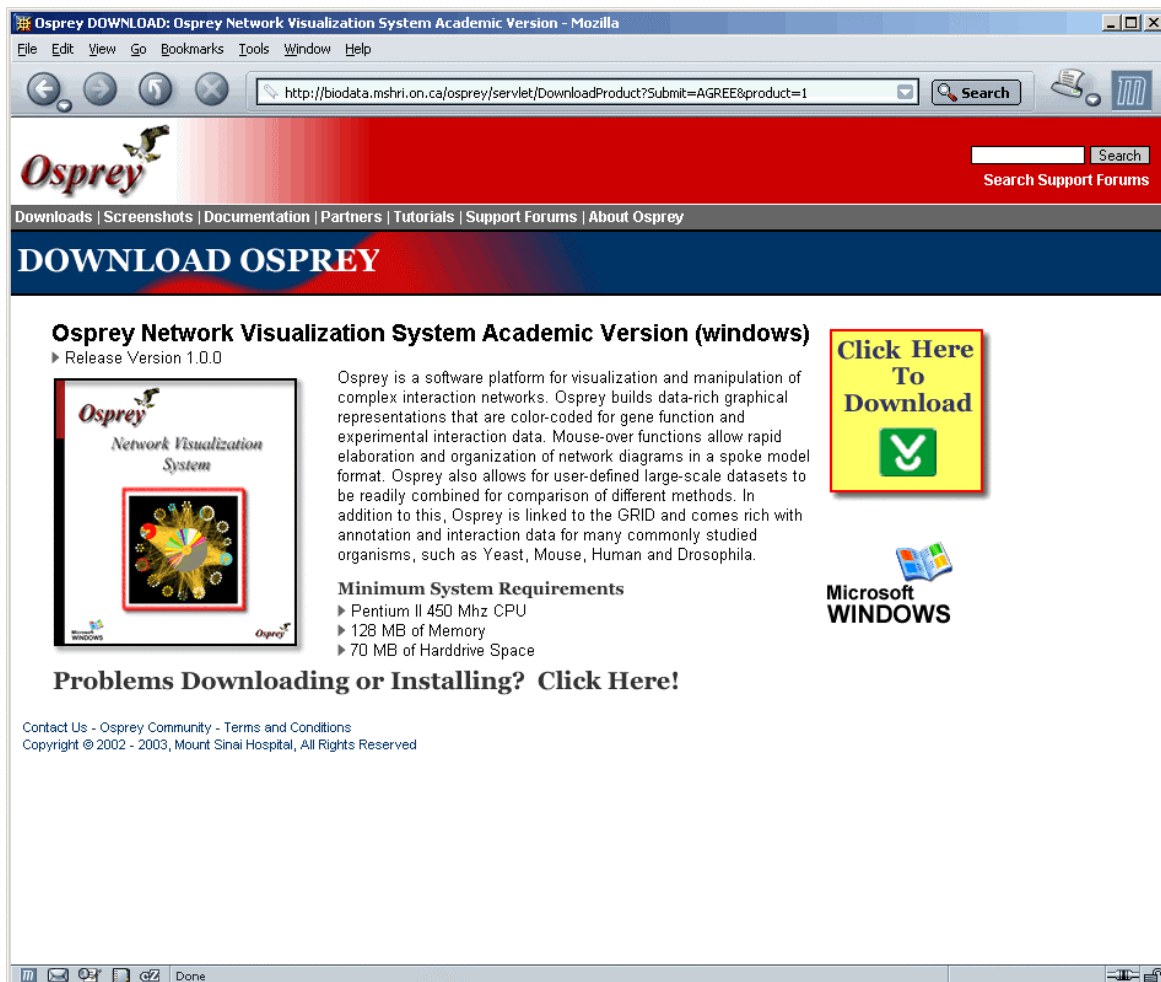 Osprey DOWNLOAD: Osprey Network Visualization System Academic Version - Mozilla
File Edit View Go Bookmarks Tools Window Help
http://biodata.mshri.on.ca/osprey/servlet/DownloadProduct?Submit=AGREE&product=1
Search
Osprey
Search
Search Support Forums
Downloads | Screenshots | Documentation | Partners | Tutorials | Support Forums | About Osprey
DOWNLOAD OSPREY
Osprey Network Visualization System Academic Version (windows)
Release Version 1.0.0
Osprey
Network Visualization
System
Microsoft
WINDOWS
Osprey
Osprey is a software platform for visualization and manipulation of
complex interaction networks. Osprey builds data-rich graphical
representations that are color-coded for gene function and
experimental interaction data. Mouse-over functions allow rapid
elaboration and organization of network diagrams in a spoke model
format. Osprey also allows for user-defined large-scale datasets to
be readily combined for comparison of different methods. In
addition to this, Osprey is linked to the GRID and comes rich with
annotation and interaction data for many commonly studied
organisms, such as Yeast, Mouse, Human and Drosophila.
Minimum System Requirements
Pentium II 450 Mhz CPU
128 MB of Memory
70 MB of Harddrive Space
Click Here
To
Download
Microsoft
WINDOWS
Problems Downloading or Installing? Click Here!
Contact Us - Osprey Community - Terms and Conditions
Copyright © 2002 - 2003, Mount Sinai Hospital, All Rights Reserved
Done